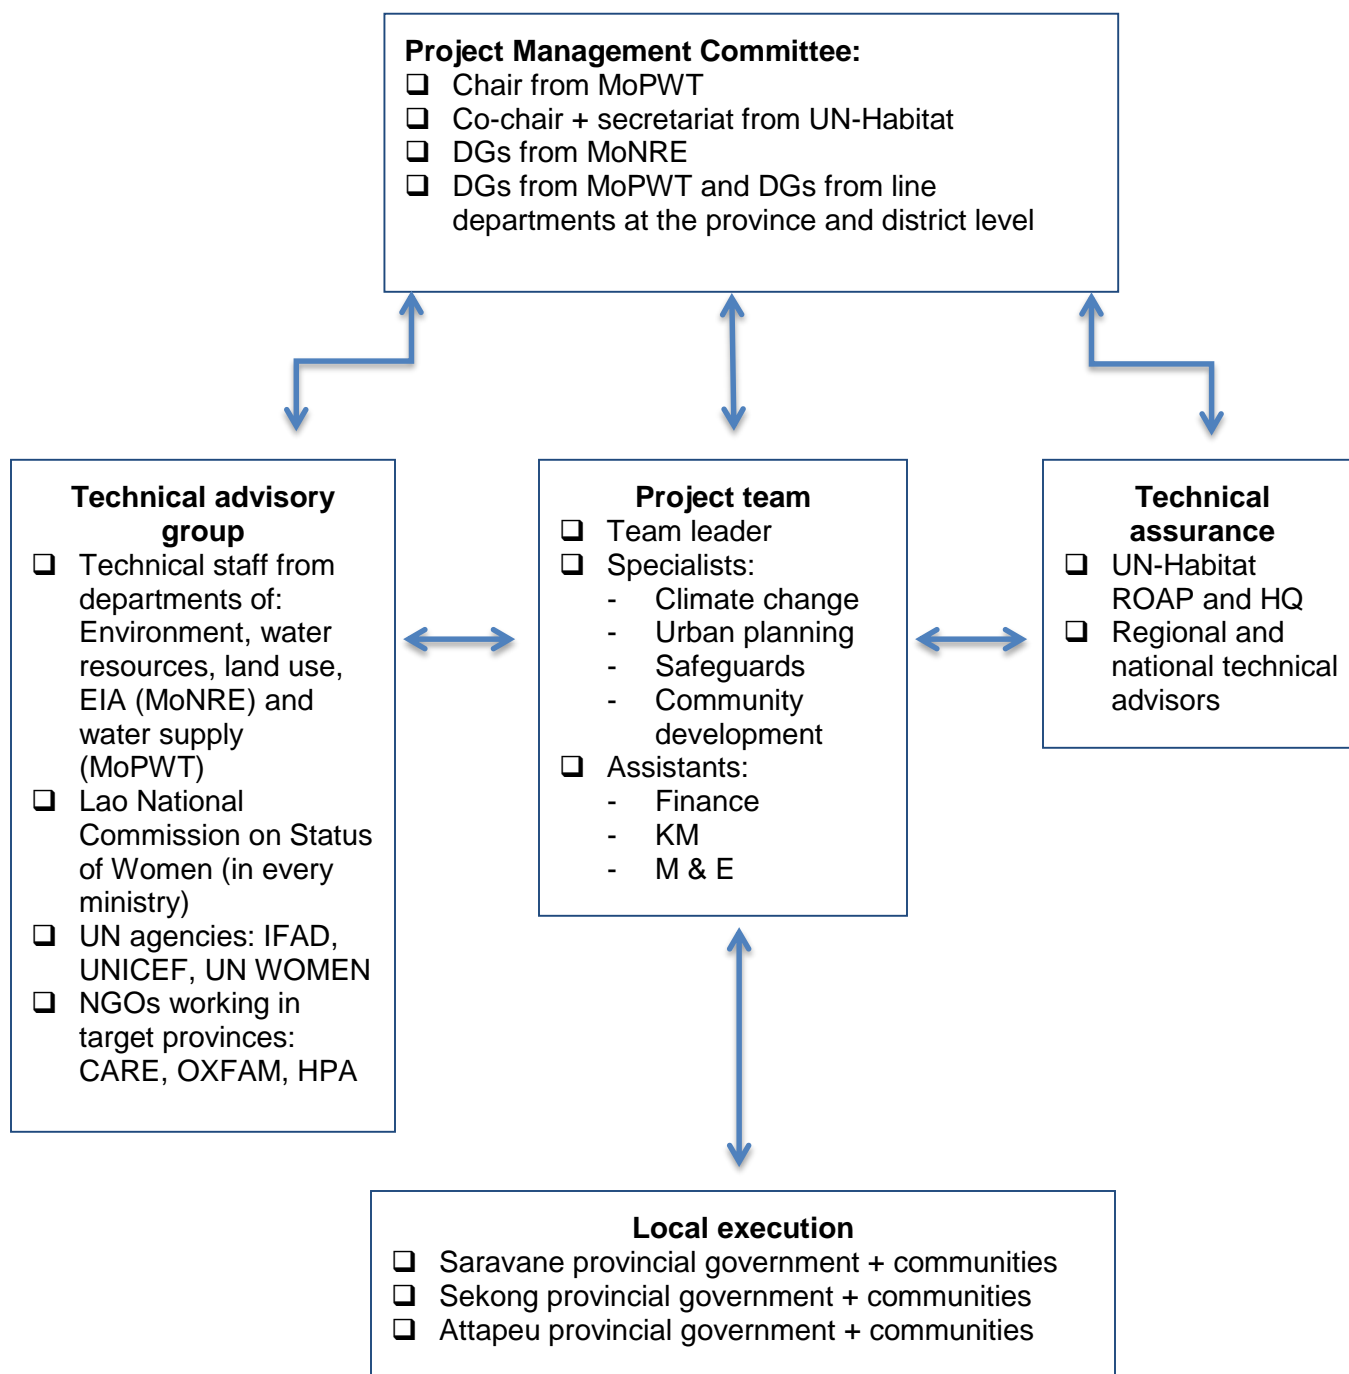 Project Management Committee:
❑ Chair from MoPWT
❑ Co-chair + secretariat from UN-Habitat
❑ DGs from MoNRE
❑ DGs from MoPWT and DGs from line
departments at the province and district level
Technical advisory
group
❑ Technical staff from
departments of:
Environment, water
resources, land use,
EIA (MoNRE) and
water supply
(MoPWT)
❑ Lao National
Commission on Status
of Women (in every
ministry)
❑ UN agencies: IFAD,
UNICEF, UN WOMEN
❑ NGOs working in
target provinces:
CARE, OXFAM, HPA
Project team
❑ Team leader
❑ Specialists:
- Climate change
- Urban planning
- Safeguards
- Community
development
❑ Assistants:
- Finance
- KM
- M & E
Technical
assurance
❑ UN-Habitat
ROAP and HQ
❑ Regional and
national technical
advisors
Local execution
❑ Saravane provincial government + communities
❑ Sekong provincial government + communities
❑ Attapeu provincial government + communities